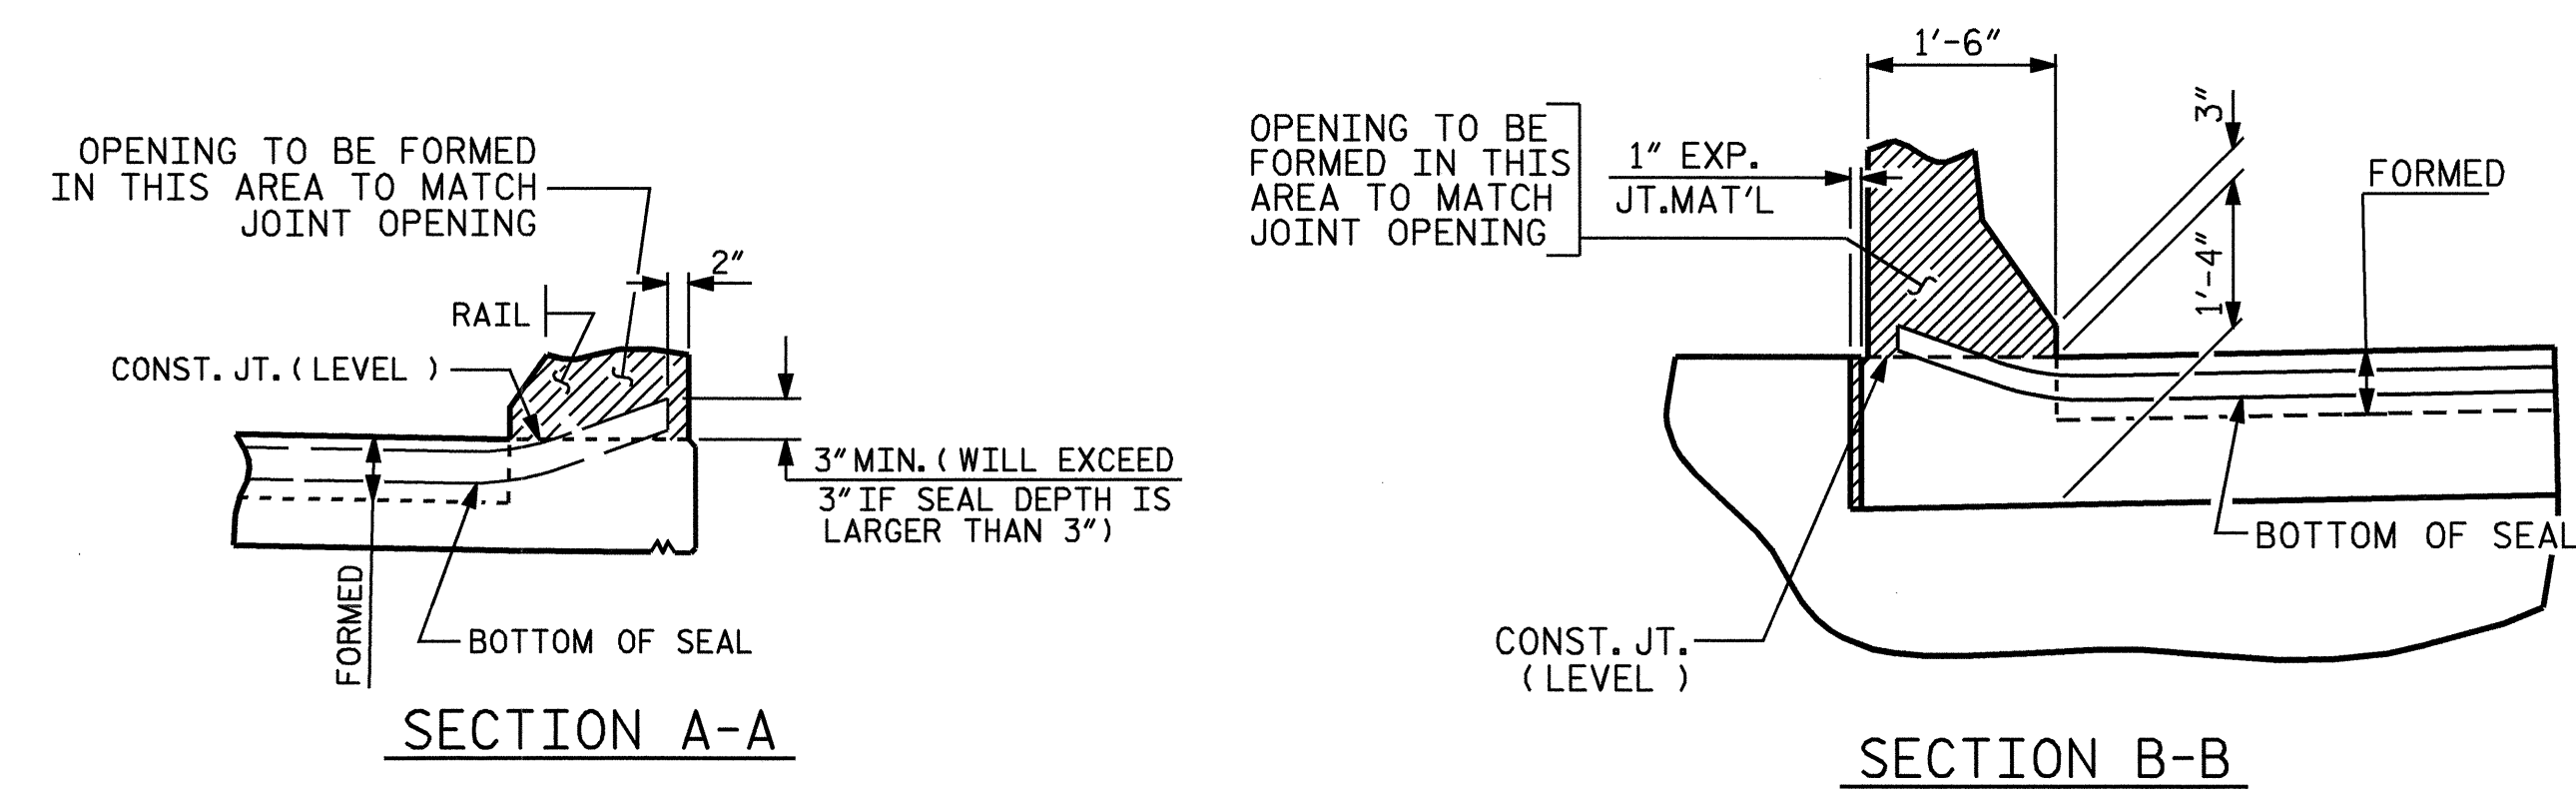 OPENING TO BE FORMED
IN THIS AREA TO MATCH
JOINT OPENING
2"
RAIL
CONST. JT. ( LEVEL )
3" MIN. ( WILL EXCEED
3" IF SEAL DEPTH IS
LARGER THAN 3")
FORMED
BOTTOM OF SEAL
SECTION A-A
1'-6"
OPENING TO BE
FORMED IN THIS
AREA TO MATCH
JOINT OPENING
1" EXP.
JT. MAT'L
3"
1'-4"
FORMED
BOTTOM OF SEAL
CONST. JT.
( LEVEL )
SECTION B-B